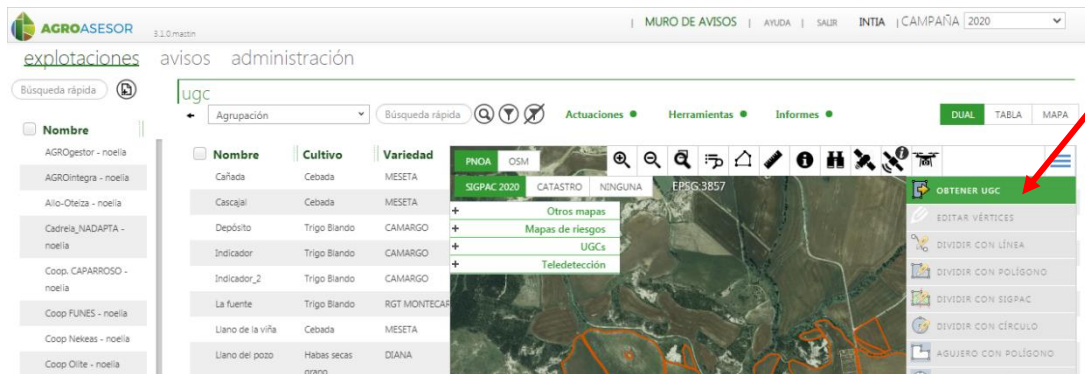 AGROASESOR 3.1.0.mastin
| MURO DE AVISOS | AYUDA | SALIR INTIA | CAMPAÑA 2020
explotaciones avisos administración
Búsqueda rápida
ugc
Agrupación Búsqueda rápida Actuaciones Herramientas Informes DUAL TABLA MAPA
Nombre
AGROgestor - noelia
AGROintegra - noelia
Allo-Oteiza - noelia
Cadreia_NADAPTA -
noelia
Coop. CAPARROSO -
noelia
Coop FUNES - noelia
Coop Nekeas - noelia
Coop Olite - noelia
Nombre Cultivo Variedad
Cañada Cebada MESETA
Cascajal Cebada MESETA
Depósito Trigo Blando CAMARGO
Indicador Trigo Blando CAMARGO
Indicador_2 Trigo Blando CAMARGO
La fuente Trigo Blando RGT MONTECAR
Llano de la viña Cebada MESETA
Llano del pozo Habas secas DIANA
grano
PNOA OSM
SIGPAC 2020 CATASTRO NINGUNA EPSG:3857
+ Otros mapas
+ Mapas de riesgos
+ UGCs
+ Teledetección
OBTENER UGC
EDITAR VÉRTICES
DIVIDIR CON LÍNEA
DIVIDIR CON POLÍGONO
DIVIDIR CON SIGPAC
DIVIDIR CON CÍRCULO
AGUJERO CON POLÍGONO